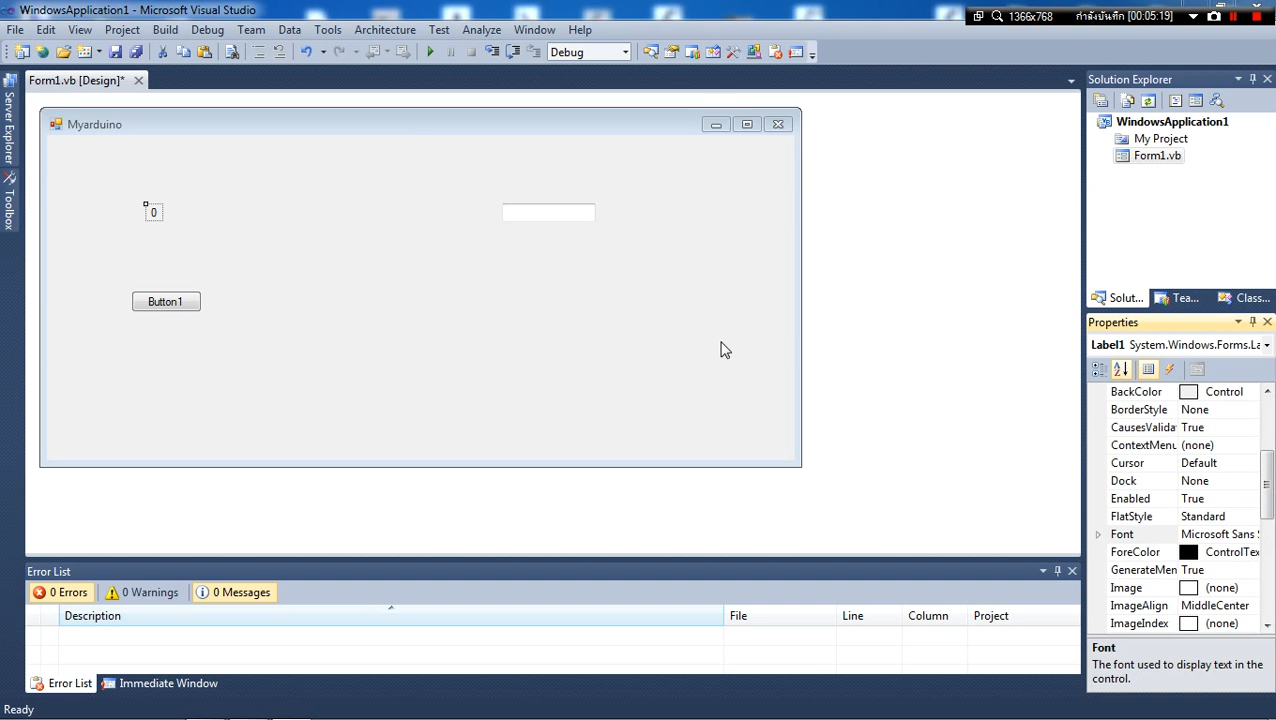 WindowsApplication1 - Microsoft Visual Studio
1366x768 กำลังบันทึก [00:05:19]
File Edit View Project Build Debug Team Data Tools Architecture Test Analyze Window Help
Debug
Form1.vb [Design]*
Server Explorer
Toolbox
Myarduino
0
Button1
Solution Explorer
WindowsApplication1
My Project
Form1.vb
Solut... Tea... Class...
Properties
Label1 System.Windows.Forms.La
BackColor Control
BorderStyle None
CausesValida True
ContextMenu (none)
Cursor Default
Dock None
Enabled True
FlatStyle Standard
Font Microsoft Sans S
ForeColor ControlTex
GenerateMen True
Image (none)
ImageAlign MiddleCenter
ImageIndex (none)
Font
The font used to display text in the
control.
Error List
0 Errors 0 Warnings 0 Messages
Description File Line Column Project
Error List Immediate Window
Ready